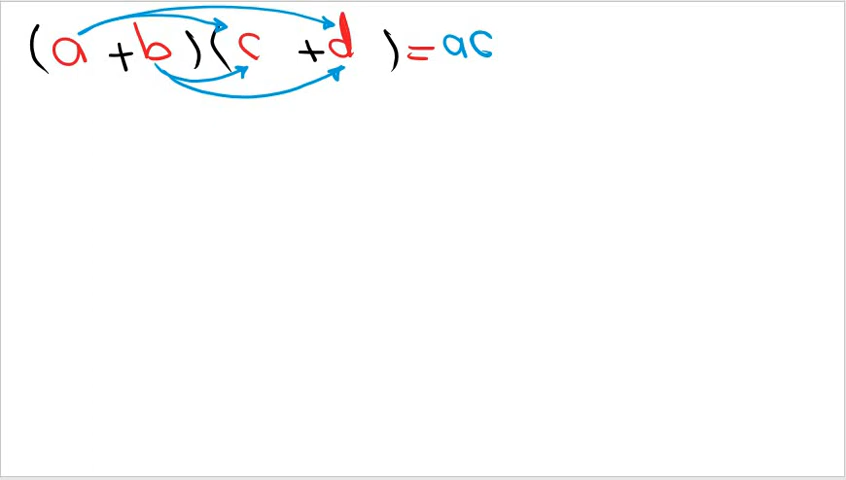 (a + b)(c + d) = ac